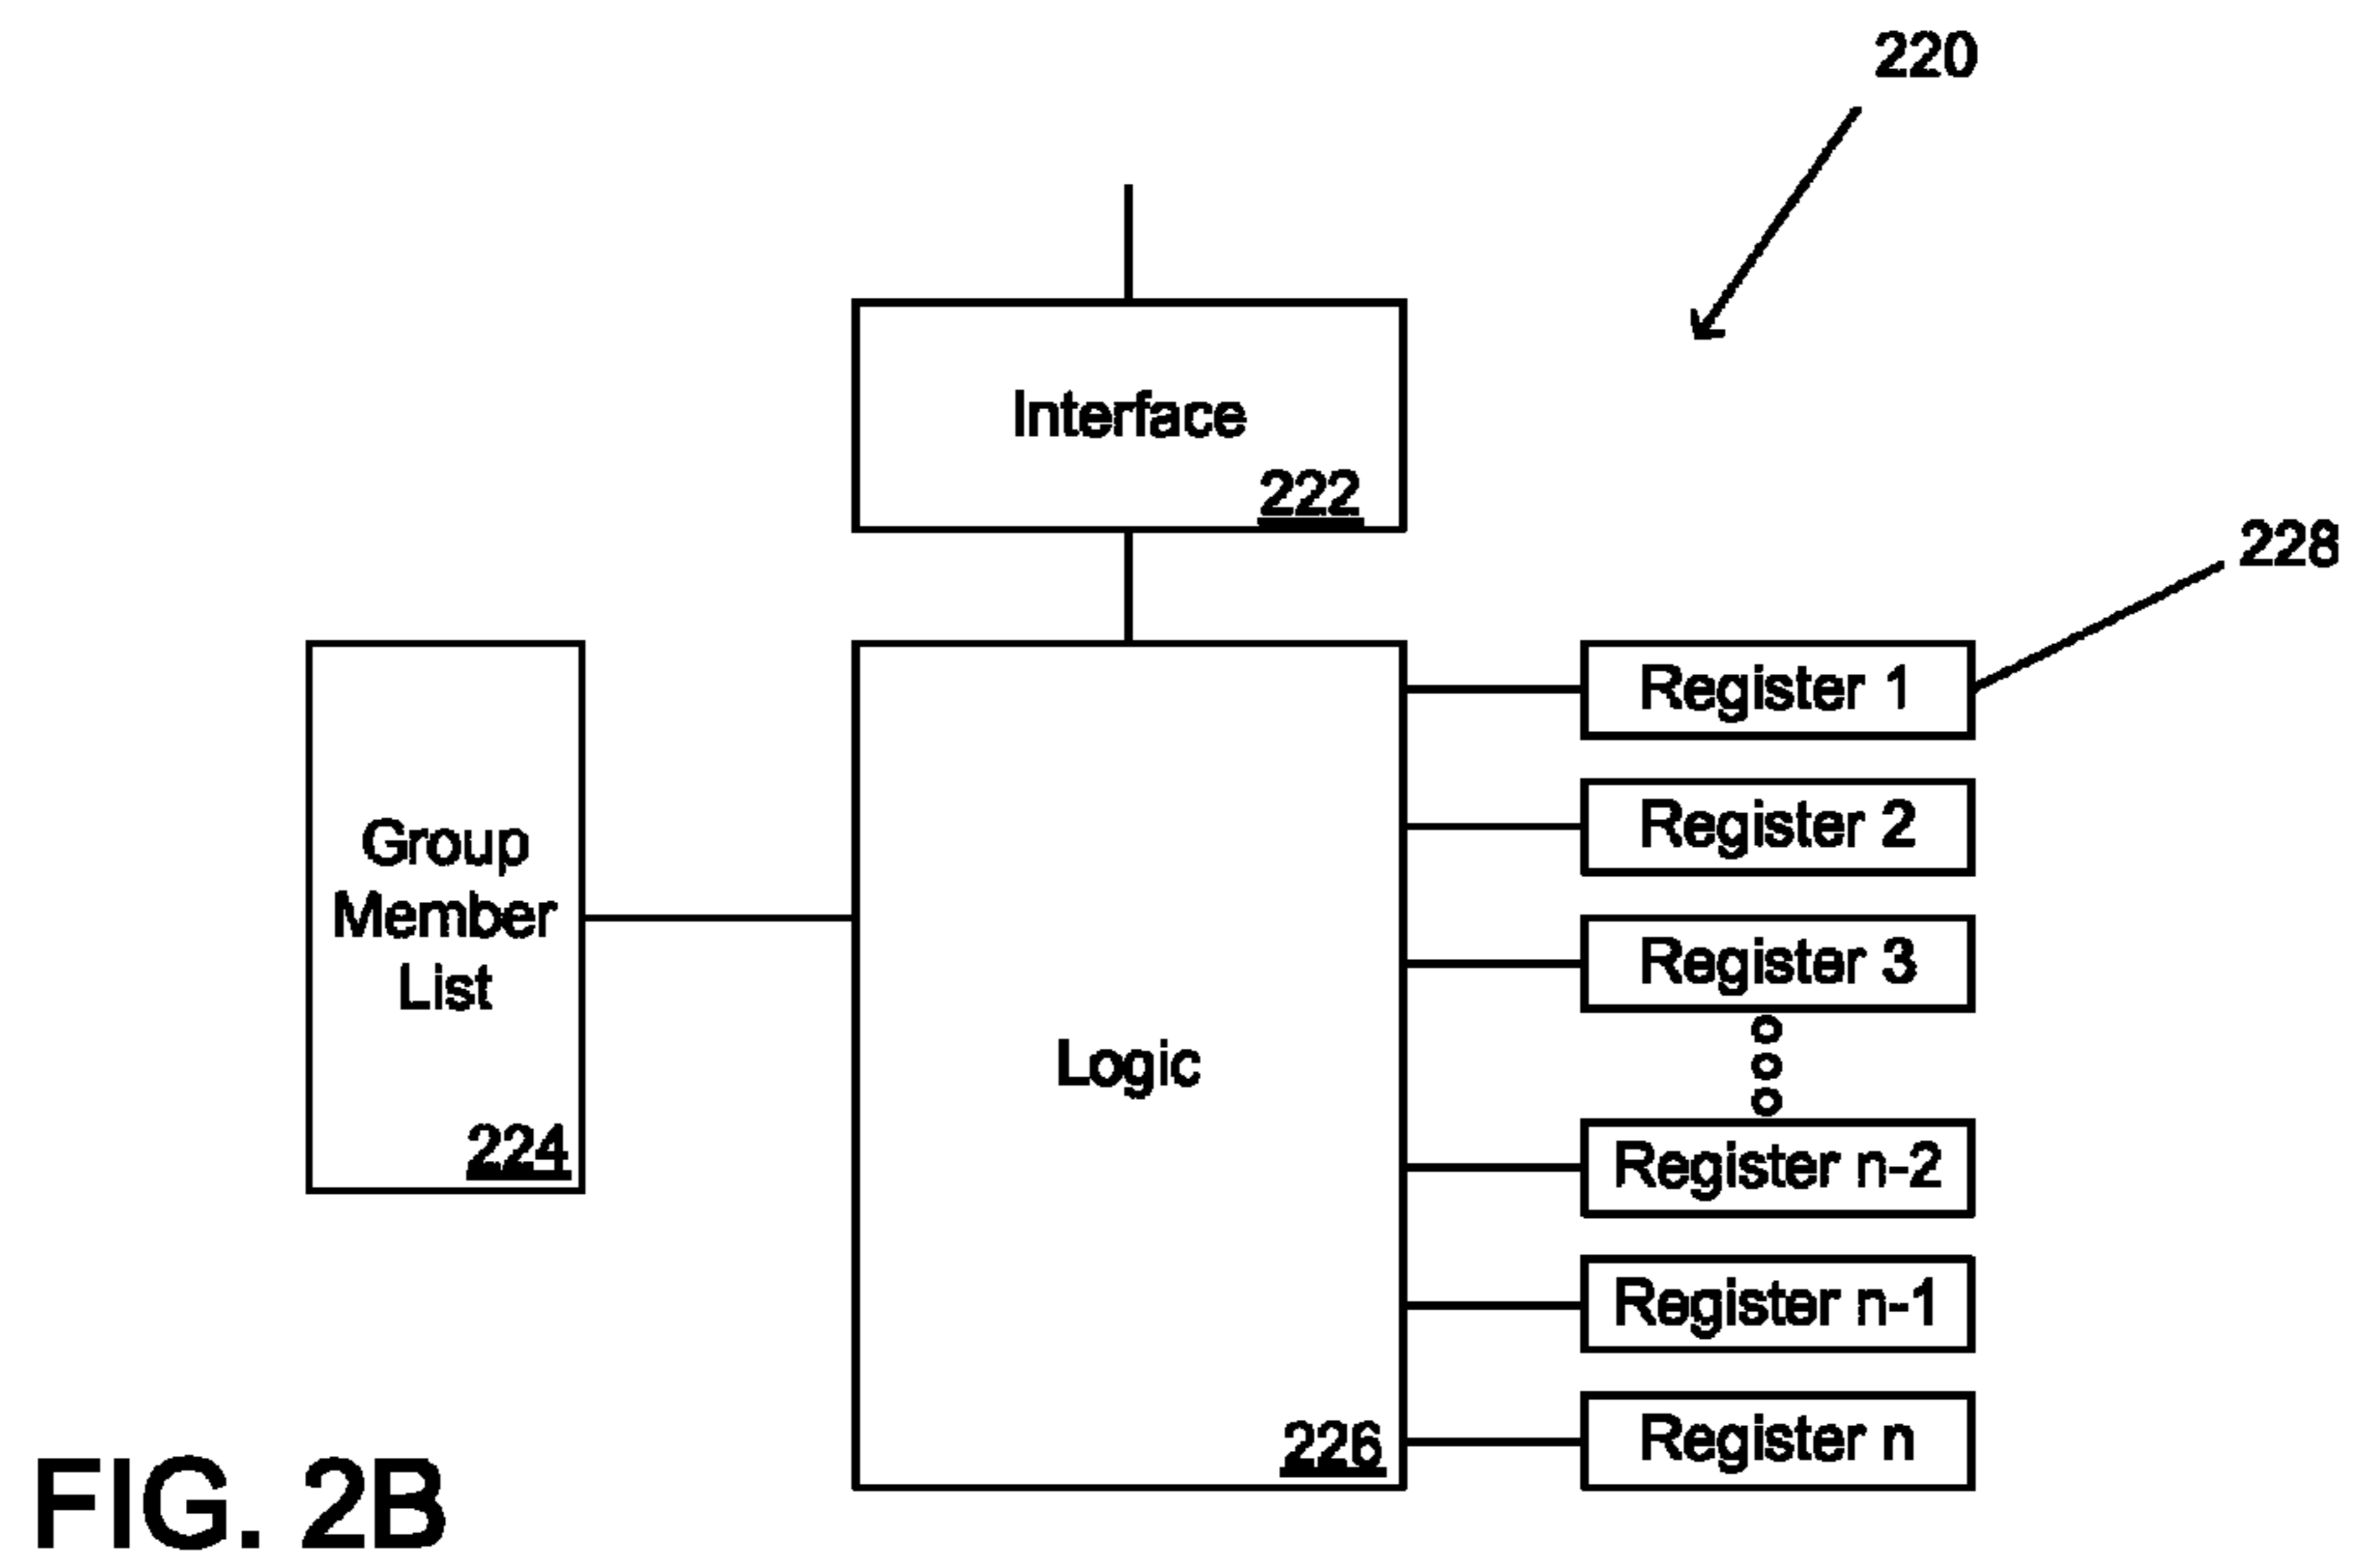 220
Interface
222
228
Group
Member
List
224
Logic
226
Register 1
Register 2
Register 3
Register n-2
Register n-1
Register n
FIG. 2B